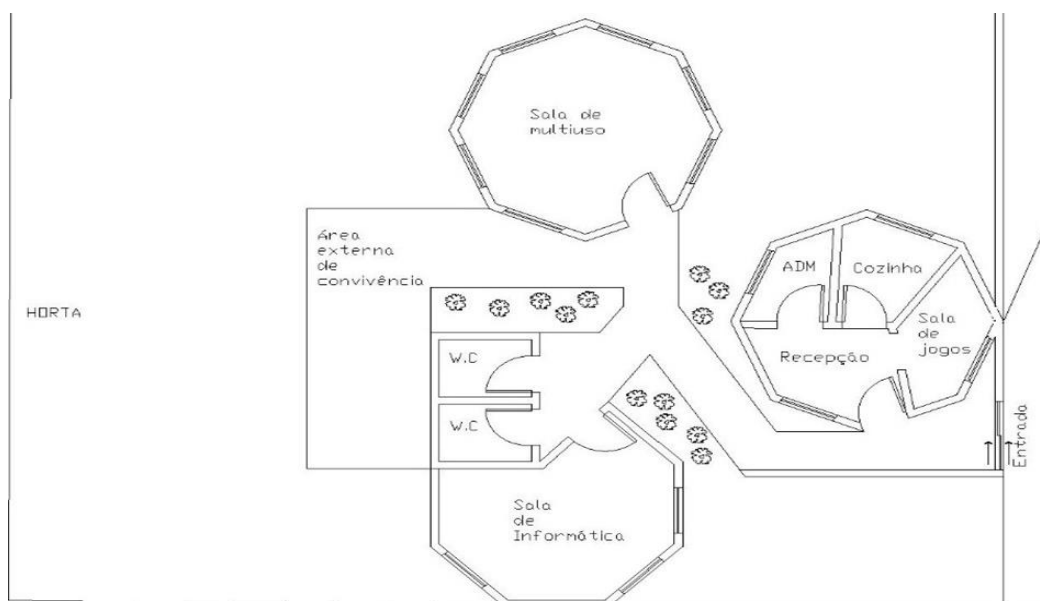 Sala de
multiuso
Área
externa
de
convivência
ADM
Cozinha
HORTA
Sala
de
jogos
Recepção
W.C
W.C
Entrada
Sala
de
Informática